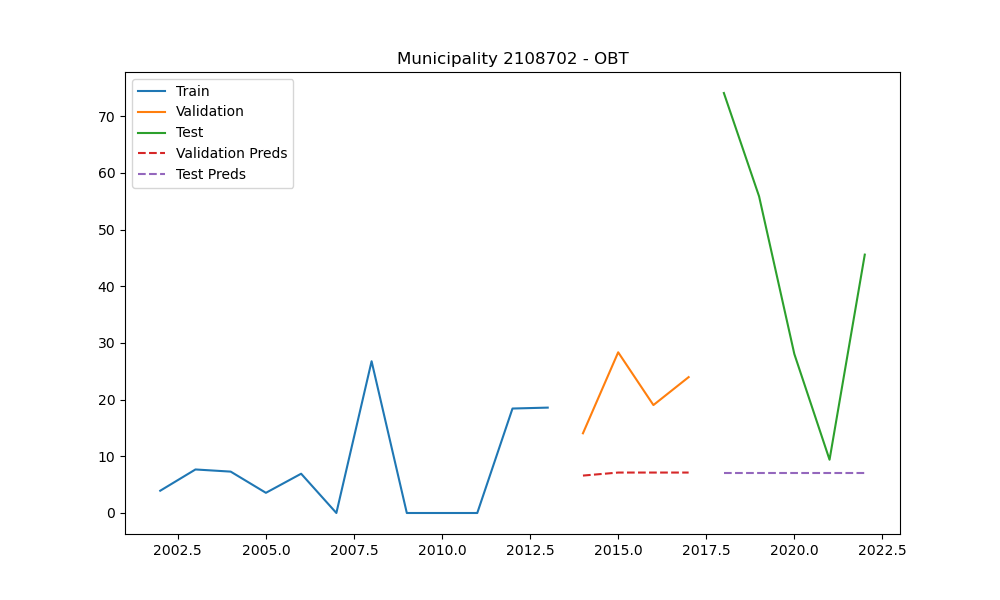 Municipality 2108702 - OBT
Train
Validation
Test
Validation Preds
Test Preds
70
60
50
40
30
20
10
0
2002.5 2005.0 2007.5 2010.0 2012.5 2015.0 2017.5 2020.0 2022.5